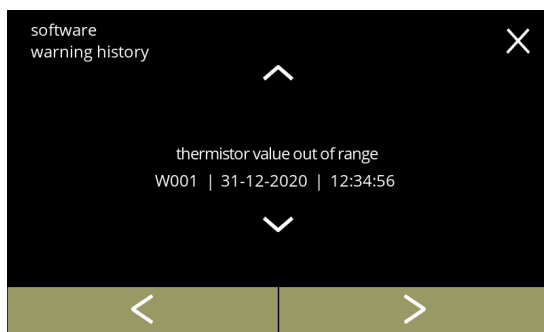 software
warning history
thermistor value out of range
W001 | 31-12-2020 | 12:34:56